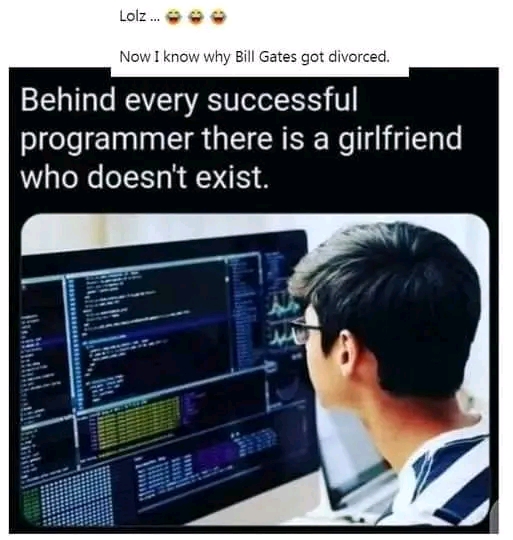 Lolz ... 😂 😂 😂
Now I know why Bill Gates got divorced.
Behind every successful
programmer there is a girlfriend
who doesn't exist.